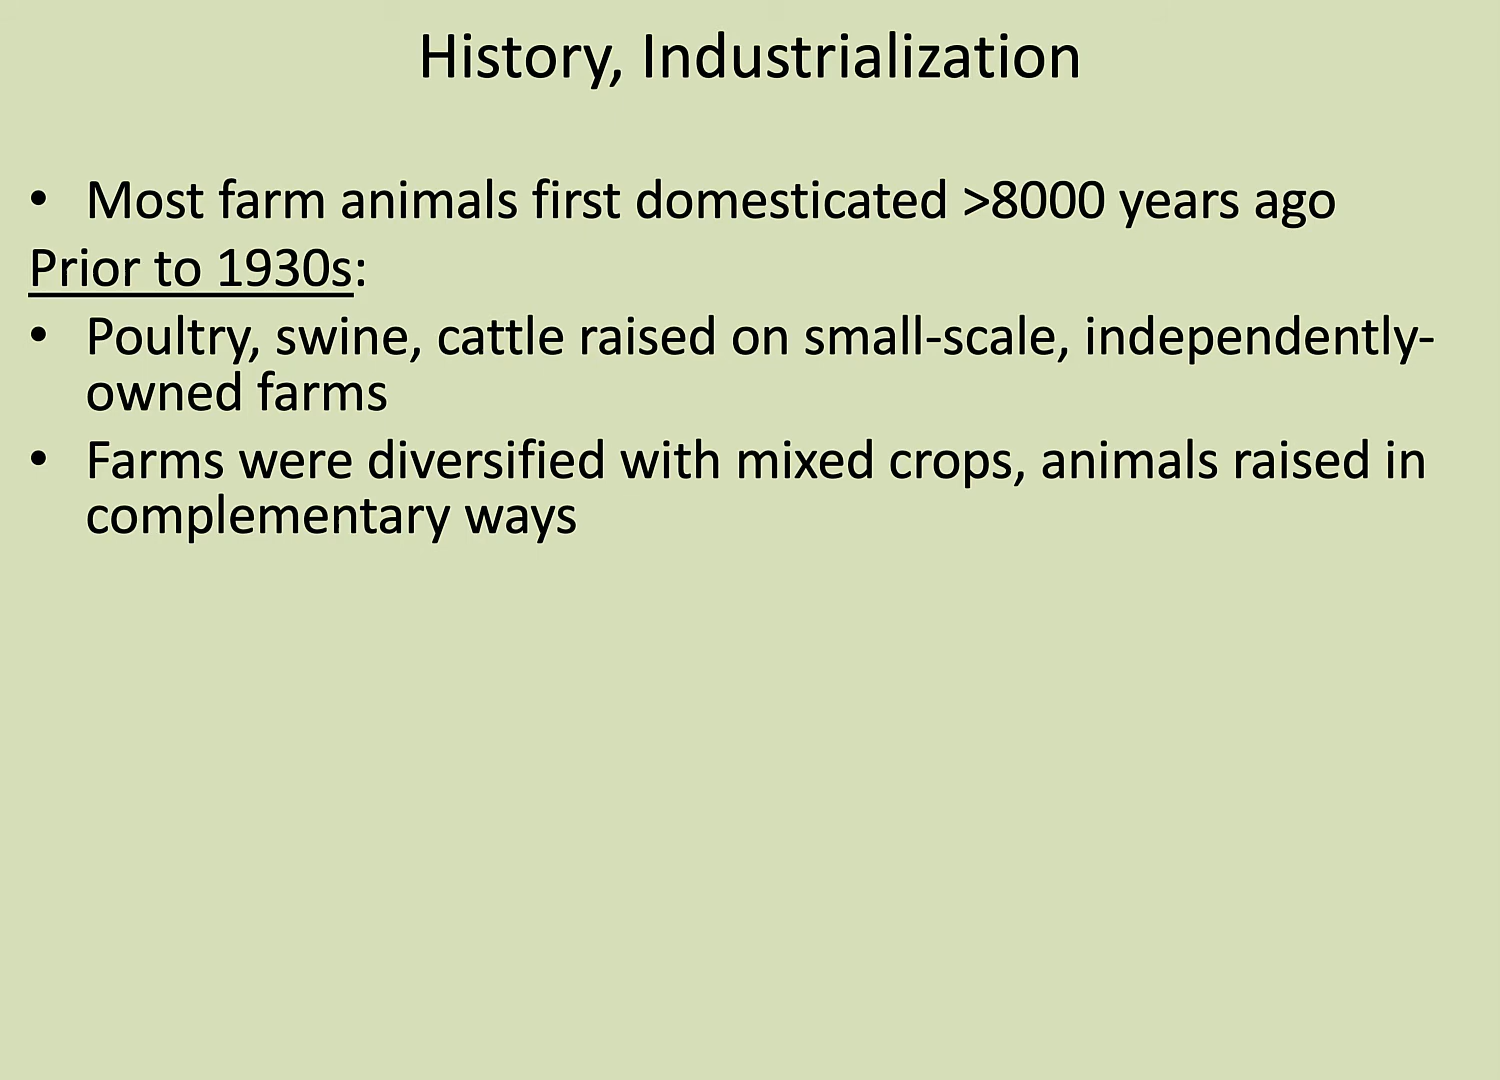 History, Industrialization
• Most farm animals first domesticated >8000 years ago
Prior to 1930s:
• Poultry, swine, cattle raised on small-scale, independently-
owned farms
• Farms were diversified with mixed crops, animals raised in
complementary ways